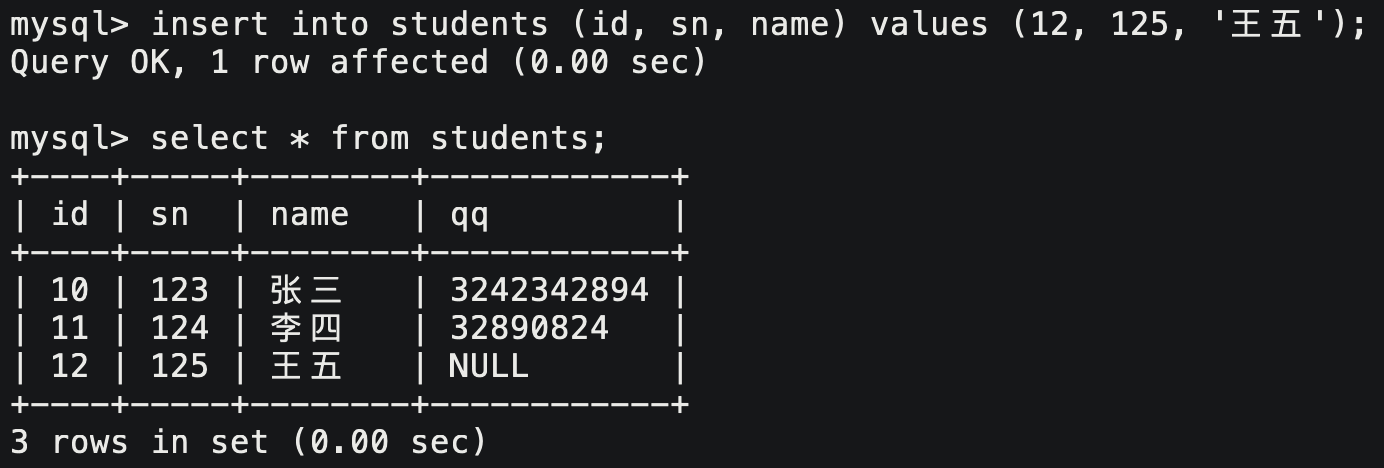 mysql> insert into students (id, sn, name) values (12, 125, '王五');
Query OK, 1 row affected (0.00 sec)
mysql> select * from students;
+----+-----+--------+------------+
| id | sn  | name   | qq         |
+----+-----+--------+------------+
| 10 | 123 | 张三   | 3242342894 |
| 11 | 124 | 李四   | 32890824   |
| 12 | 125 | 王五   | NULL       |
+----+-----+--------+------------+
3 rows in set (0.00 sec)